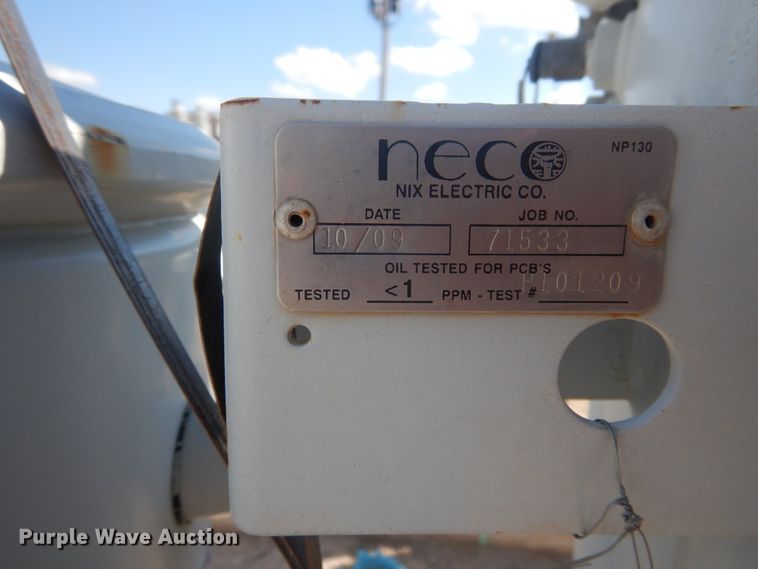 neco
NP130
NIX ELECTRIC CO.
DATE JOB NO.
10/09 71533
OIL TESTED FOR PCB'S
TESTED <1 PPM - TEST # P101209
Purple Wave Auction®